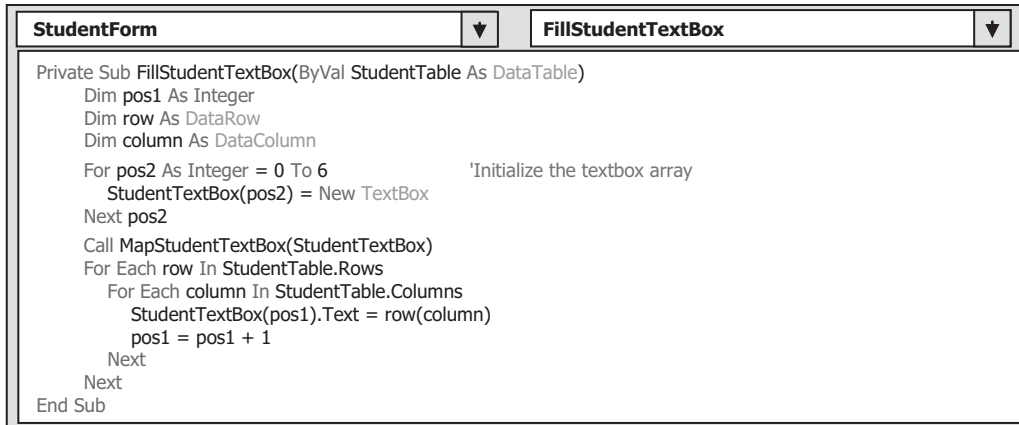 StudentForm FillStudentTextBox
Private Sub FillStudentTextBox(ByVal StudentTable As DataTable)
Dim pos1 As Integer
Dim row As DataRow
Dim column As DataColumn
For pos2 As Integer = 0 To 6 'Initialize the textbox array
StudentTextBox(pos2) = New TextBox
Next pos2
Call MapStudentTextBox(StudentTextBox)
For Each row In StudentTable.Rows
For Each column In StudentTable.Columns
StudentTextBox(pos1).Text = row(column)
pos1 = pos1 + 1
Next
Next
End Sub